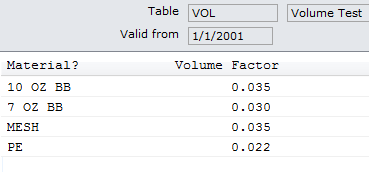 Table VOL Volume Test
Valid from 1/1/2001
Material? Volume Factor
10 OZ BB 0.035
7 OZ BB 0.030
MESH 0.035
PE 0.022